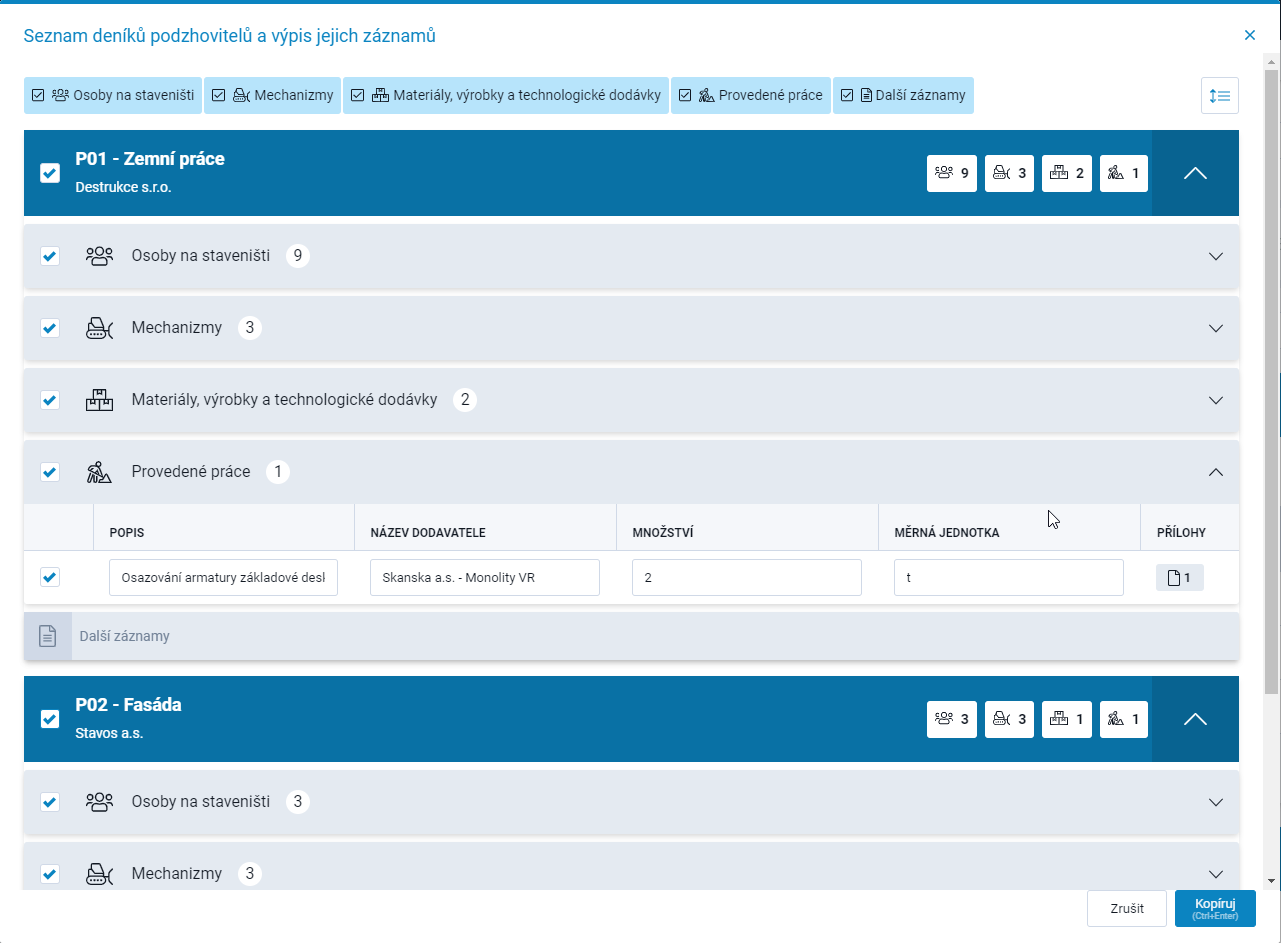 Seznam deníků podzhovitelů a výpis jejich záznamů
Osoby na staveništi Mechanizmy Materiály, výrobky a technologické dodávky Provedené práce Další záznamy
P01 - Zemní práce
Destrukce s.r.o.
9 3 2 1
Osoby na staveništi 9
Mechanizmy 3
Materiály, výrobky a technologické dodávky 2
Provedené práce 1
POPIS NÁZEV DODAVATELE MNOŽSTVÍ MĚRNÁ JEDNOTKA PŘÍLOHY
Osazování armatury základové desk Skanska a.s. - Monolity VR 2 t 1
Další záznamy
P02 - Fasáda
Stavos a.s.
3 3 1 1
Osoby na staveništi 3
Mechanizmy 3
Zrušit Kopíruj
(Ctrl+Enter)